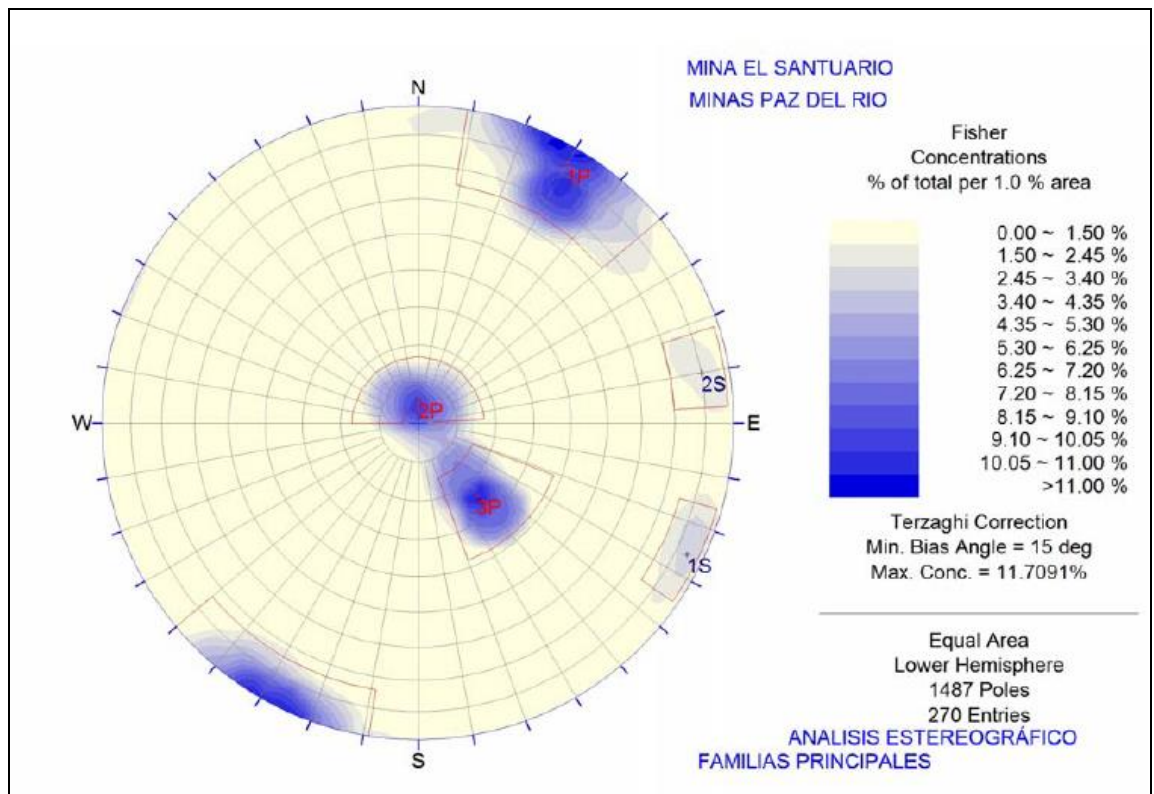 MINA EL SANTUARIO
MINAS PAZ DEL RIO
N
W
E
S
1P
2P
3P
2S
1S
Fisher
Concentrations
% of total per 1.0 % area
0.00 ~ 1.50 %
1.50 ~ 2.45 %
2.45 ~ 3.40 %
3.40 ~ 4.35 %
4.35 ~ 5.30 %
5.30 ~ 6.25 %
6.25 ~ 7.20 %
7.20 ~ 8.15 %
8.15 ~ 9.10 %
9.10 ~ 10.05 %
10.05 ~ 11.00 %
>11.00 %
Terzaghi Correction
Min. Bias Angle = 15 deg
Max. Conc. = 11.7091%
Equal Area
Lower Hemisphere
1487 Poles
270 Entries
ANALISIS ESTEREOGRÁFICO
FAMILIAS PRINCIPALES